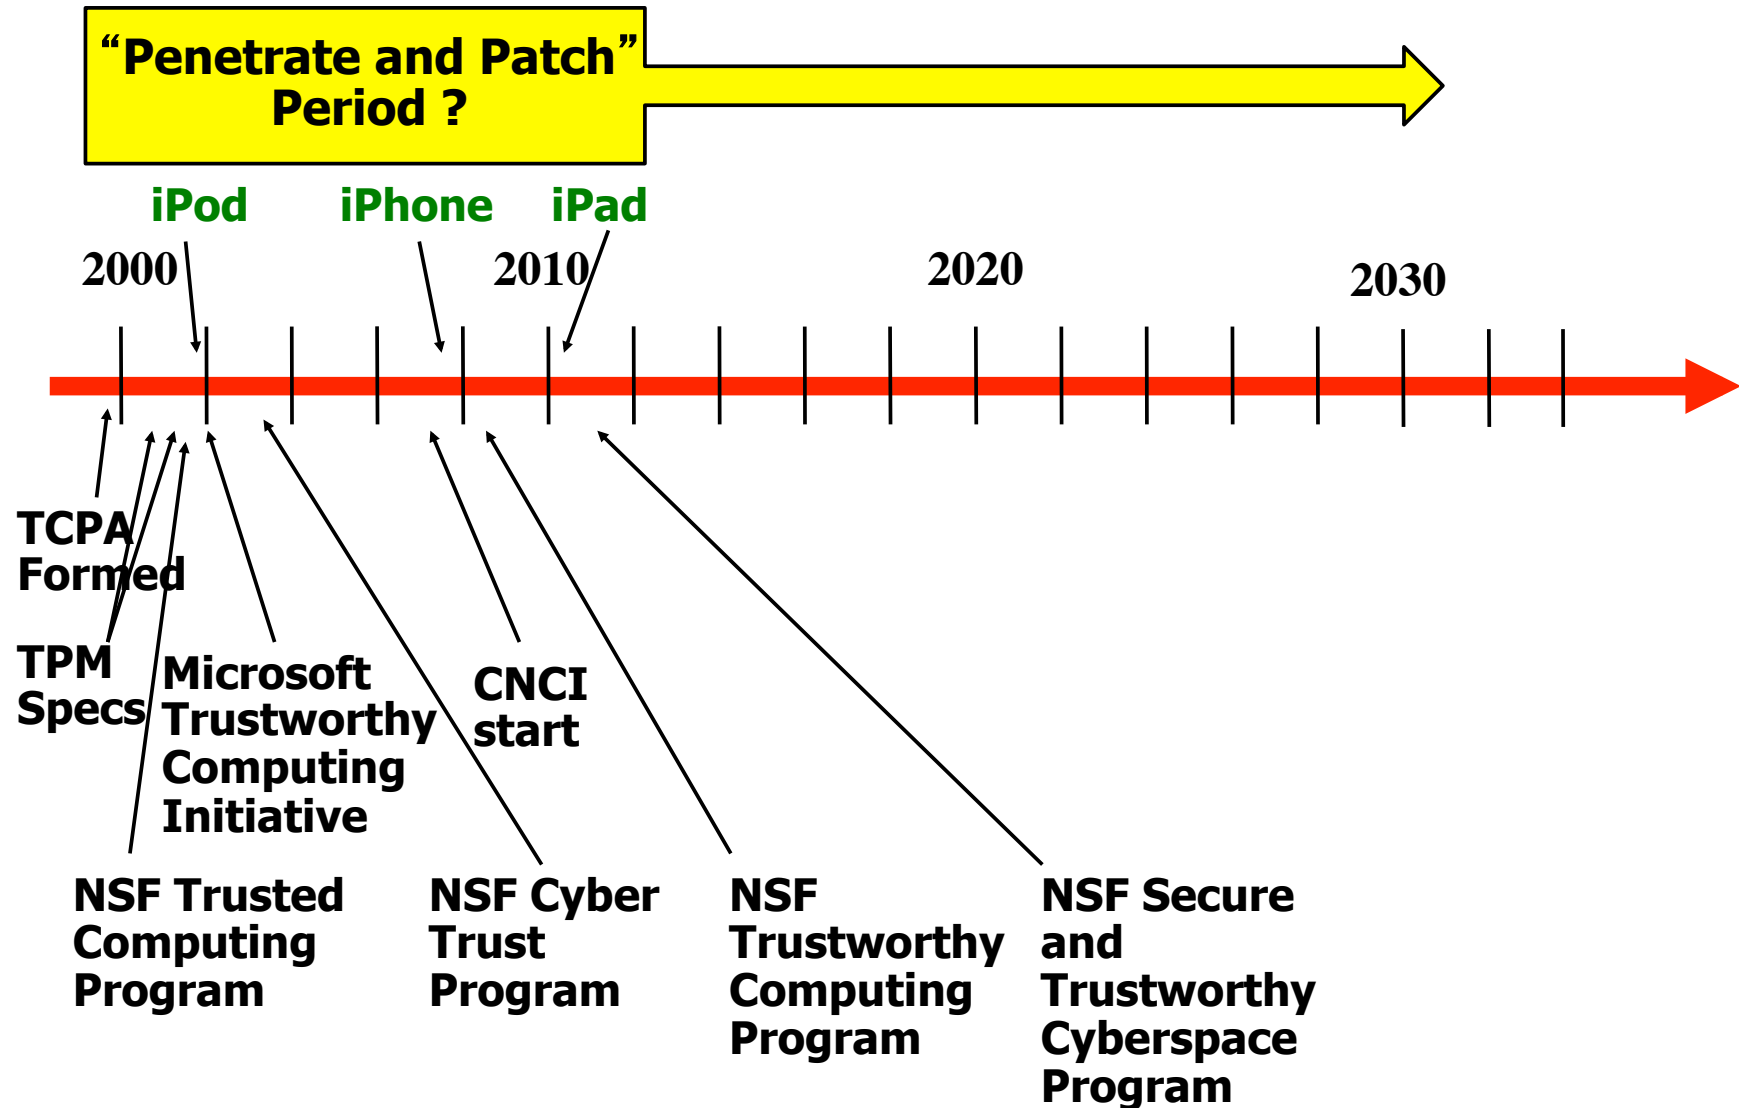 “Penetrate and Patch”
Period ?
iPod iPhone iPad
2000 2010 2020 2030
TCPA
Formed
TPM
Specs
Microsoft
Trustworthy
Computing
Initiative
CNCI
start
NSF Trusted
Computing
Program
NSF Cyber
Trust
Program
NSF
Trustworthy
Computing
Program
NSF Secure
and
Trustworthy
Cyberspace
Program